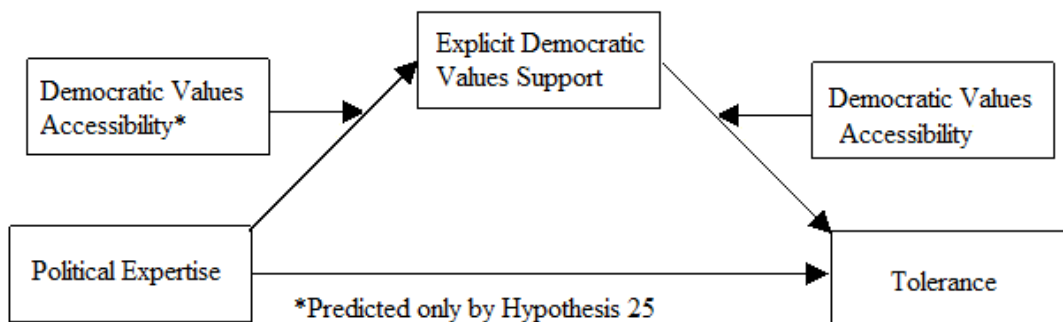 Explicit Democratic
Values Support
Democratic Values
Accessibility*
Democratic Values
Accessibility
Political Expertise
Tolerance
*Predicted only by Hypothesis 25